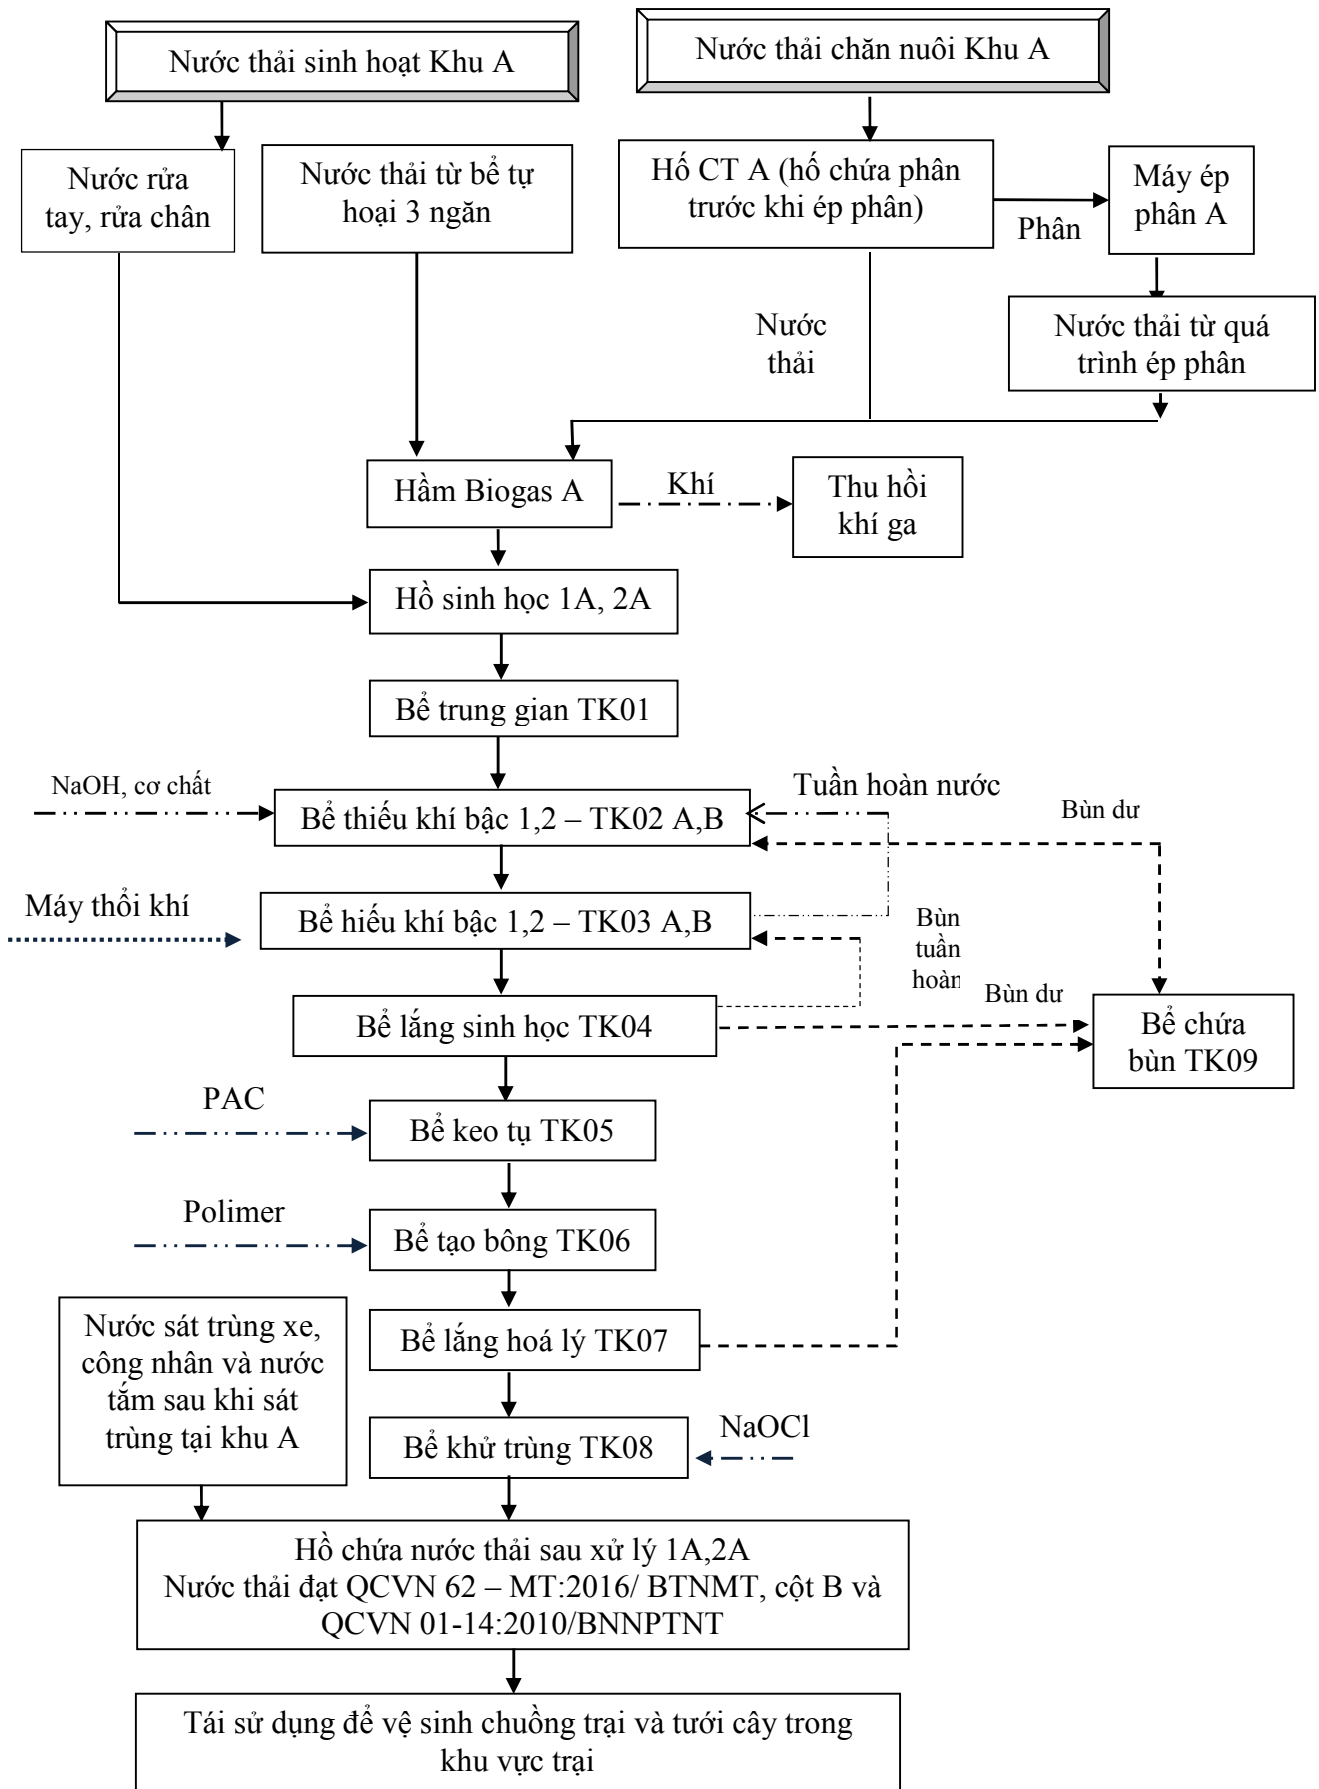 Nước thải sinh hoạt Khu A
Nước thải chăn nuôi Khu A
Nước rửa
tay, rửa chân
Nước thải từ bể tự
hoại 3 ngăn
Hố CT A (hố chứa phân
trước khi ép phân)
Phân
Máy ép
phân A
Nước
thải
Nước thải từ quá
trình ép phân
Hầm Biogas A
Khí
Thu hồi
khí ga
Hồ sinh học 1A, 2A
Bể trung gian TK01
NaOH, cơ chất
Bể thiếu khí bậc 1,2 – TK02 A,B
Tuần hoàn nước
Bùn dư
Máy thổi khí
Bể hiếu khí bậc 1,2 – TK03 A,B
Bùn
tuần
hoàn
Bể lắng sinh học TK04
Bùn dư
Bể chứa
bùn TK09
PAC
Bể keo tụ TK05
Polimer
Bể tạo bông TK06
Nước sát trùng xe,
công nhân và nước
tắm sau khi sát
trùng tại khu A
Bể lắng hoá lý TK07
Bể khử trùng TK08
NaOCl
Hồ chứa nước thải sau xử lý 1A,2A
Nước thải đạt QCVN 62 – MT:2016/ BTNMT, cột B và
QCVN 01-14:2010/BNNPTNT
Tái sử dụng để vệ sinh chuồng trại và tưới cây trong
khu vực trại